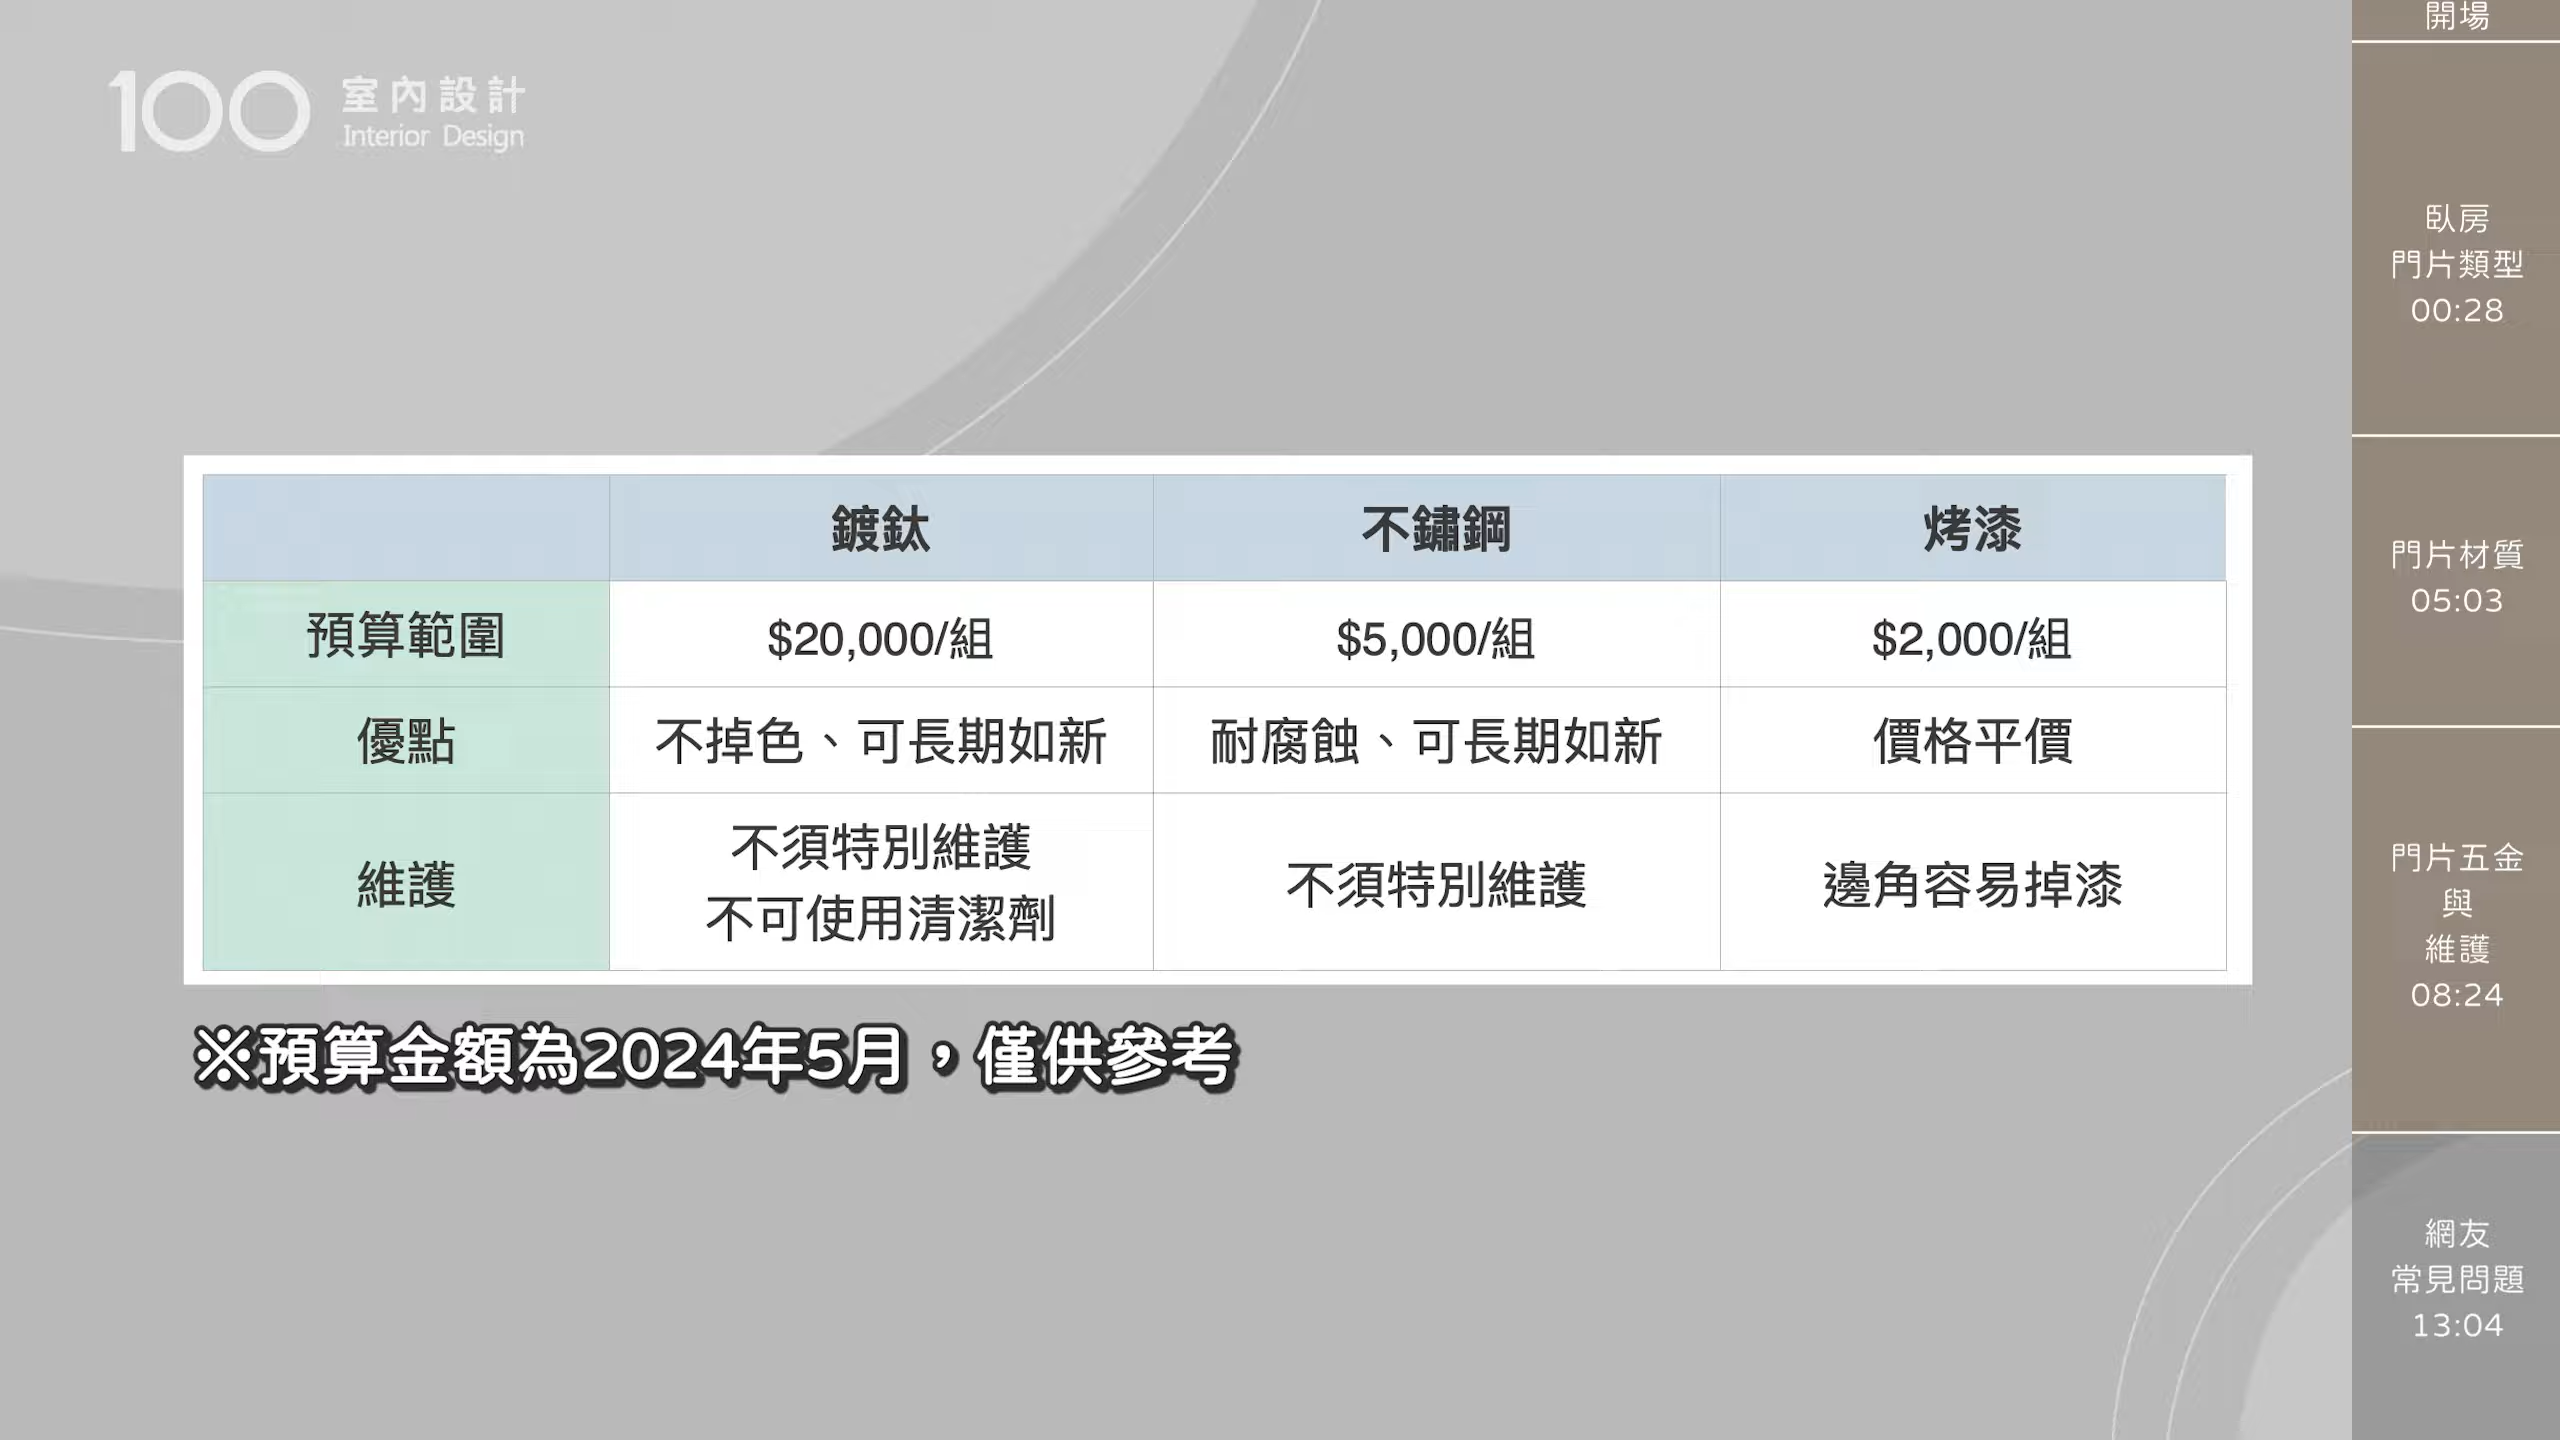 100 室內設計
Interior Design
鍍鈦 不鏽鋼 烤漆
預算範圍 $20,000/組 $5,000/組 $2,000/組
優點 不掉色、可長期如新 耐腐蝕、可長期如新 價格平價
維護 不須特別維護 不可使用清潔劑 不須特別維護 邊角容易掉漆
※預算金額為2024年5月，僅供參考
開場
臥房
門片類型
00:28
門片材質
05:03
門片五金
與
維護
08:24
網友
常見問題
13:04